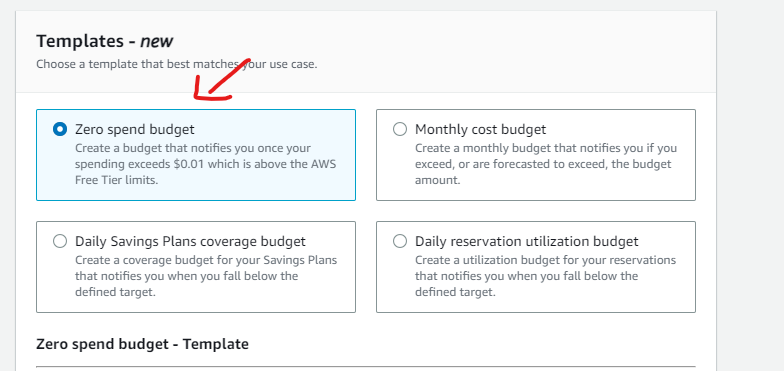 Templates - new
Choose a template that best matches your use case.
Zero spend budget
Create a budget that notifies you once your
spending exceeds $0.01 which is above the AWS
Free Tier limits.
Monthly cost budget
Create a monthly budget that notifies you if you
exceed, or are forecasted to exceed, the budget
amount.
Daily Savings Plans coverage budget
Create a coverage budget for your Savings Plans
that notifies you when you fall below the
defined target.
Daily reservation utilization budget
Create a utilization budget for your reservations
that notifies you when you fall below the
defined target.
Zero spend budget - Template